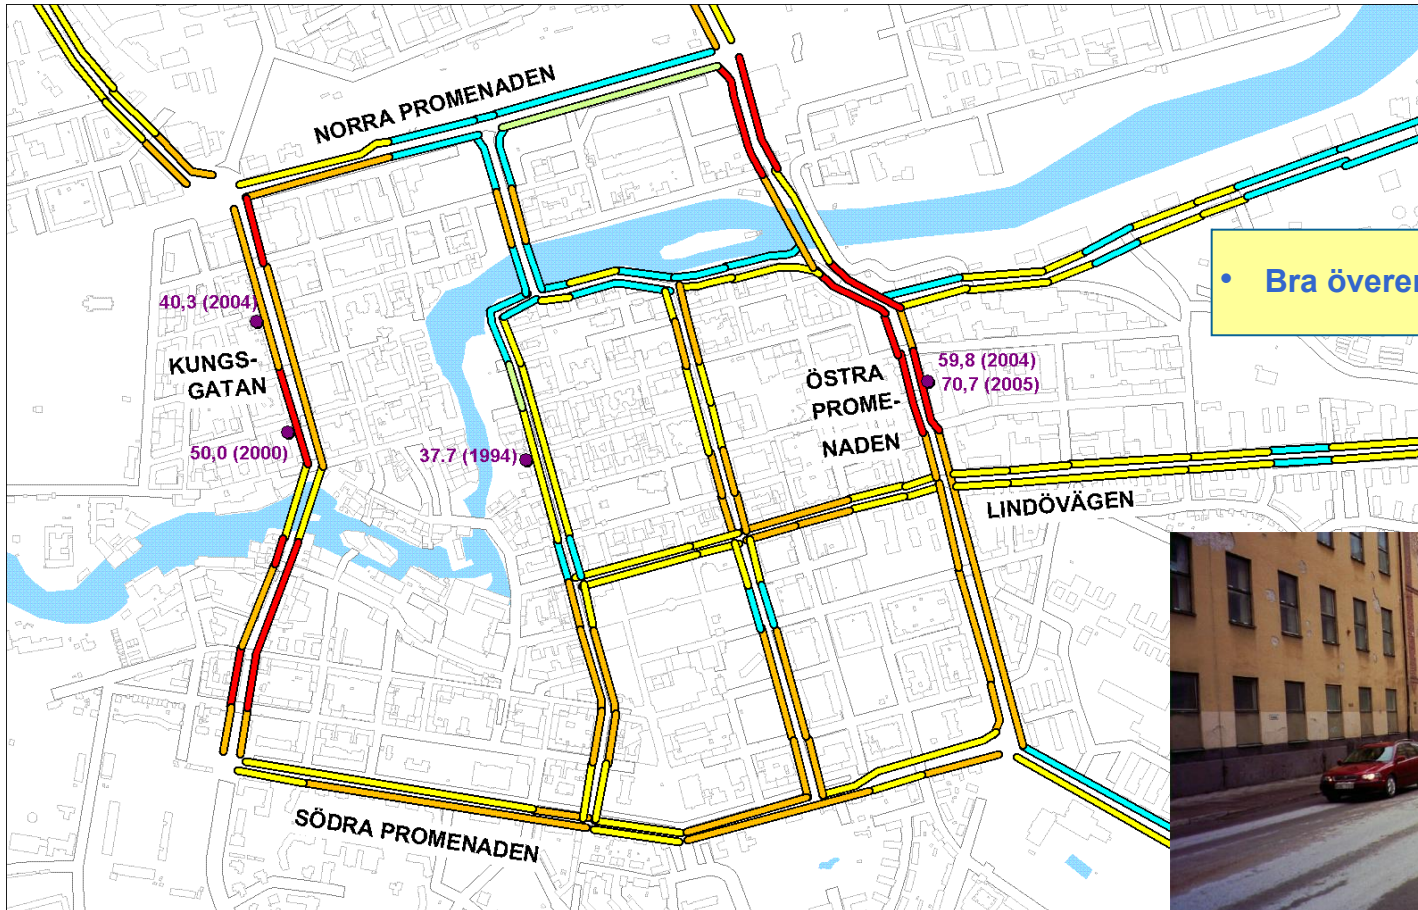 NORRA PROMENADEN
40,3 (2004)
KUNGS-
GATAN
50,0 (2000)
37.7 (1994)
ÖSTRA
PROME-
NADEN
59,8 (2004)
70,7 (2005)
• Bra överen
LINDÖVÄGEN
SÖDRA PROMENADEN